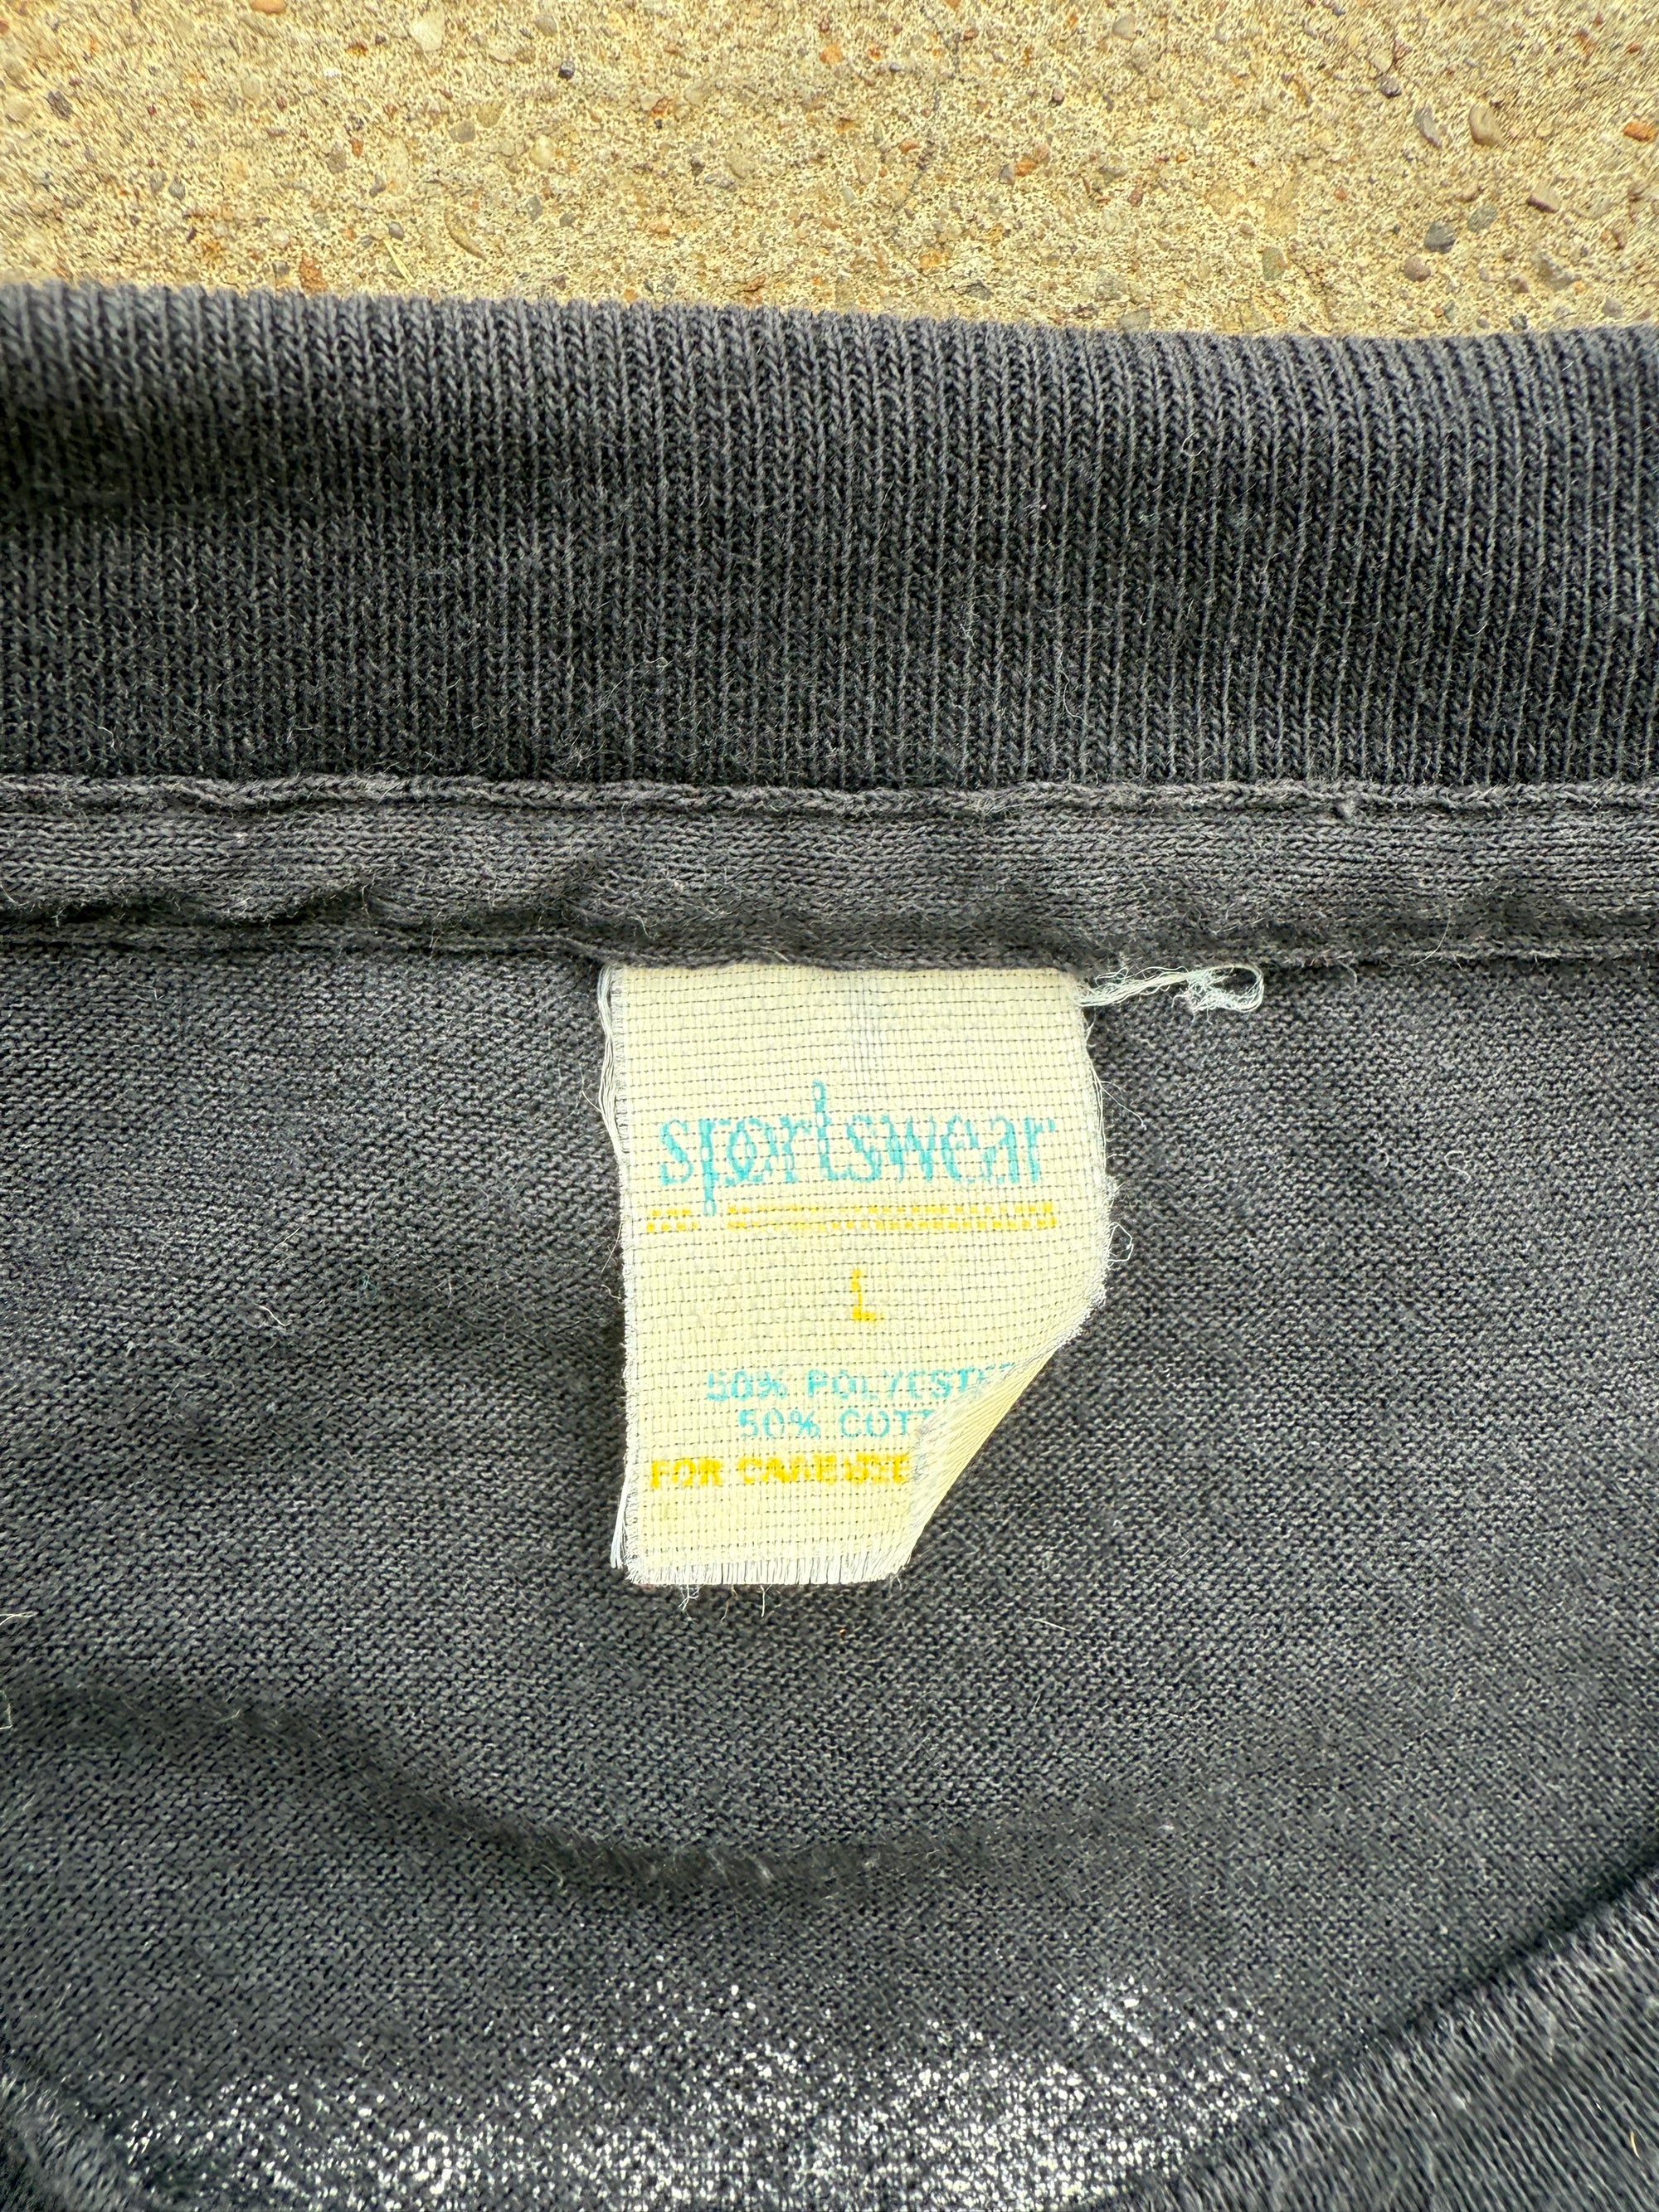 sportswear
L
50% POLYESTE
50% COTT
FOR CARE SEE